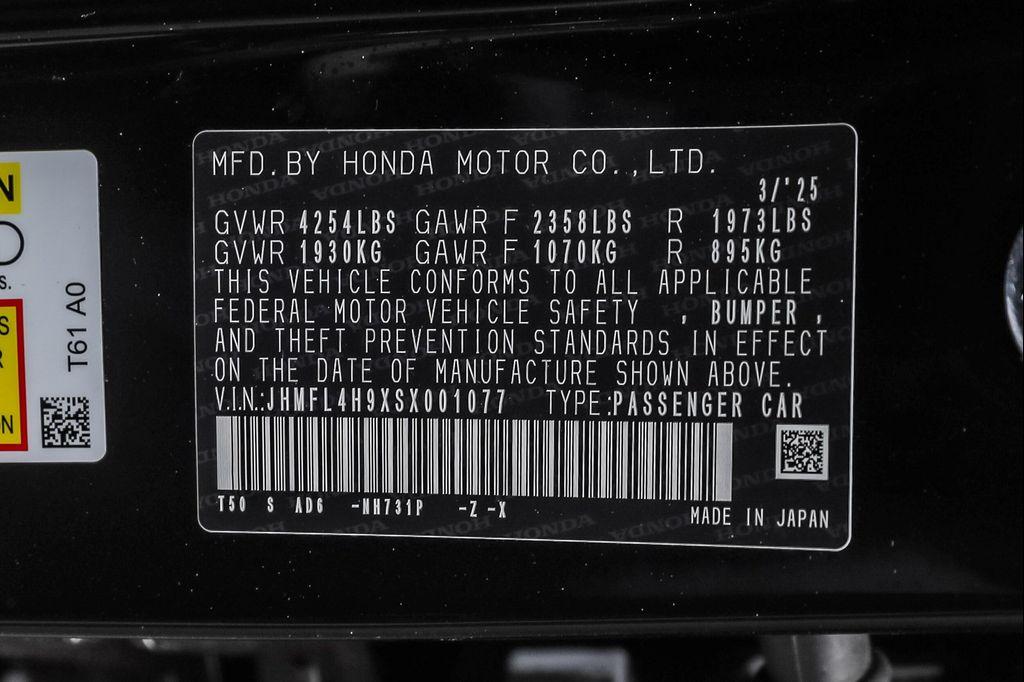 MFD.BY HONDA MOTOR CO.,LTD.
3/'25
GVWR 4254LBS GAWR F 2358LBS R 1973LBS
GVWR 1930KG GAWR F 1070KG R 895KG
THIS VEHICLE CONFORMS TO ALL APPLICABLE
FEDERAL MOTOR VEHICLE SAFETY , BUMPER ,
AND THEFT PREVENTION STANDARDS IN EFFECT
ON THE DATE OF MANUFACTURE SHOWN ABOVE.
V.I.N.:JHMFL4H9XSX001077 TYPE:PASSENGER CAR
T50 S AD6 -NH731P -Z -X
MADE IN JAPAN
N
S.
S
R
ON
T61 A0